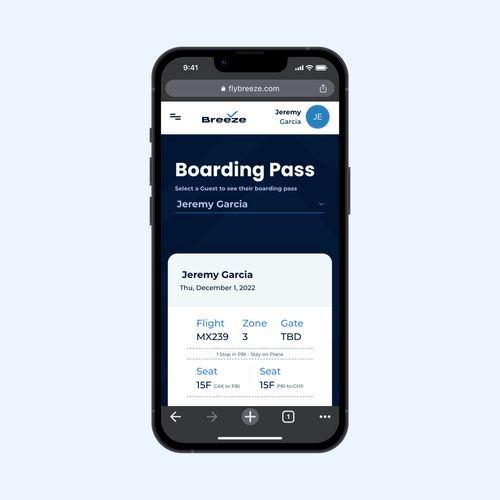 9:41
flybreeze.com
Breeze
Jeremy
Garcia
JE
Boarding Pass
Select a Guest to see their boarding pass
Jeremy Garcia
Jeremy Garcia
Thu, December 1, 2022
Flight Zone Gate
MX239 3 TBD
1 Stop in PBI - Stay on Plane
Seat Seat
15F CAK to PBI 15F PBI to CHS
1